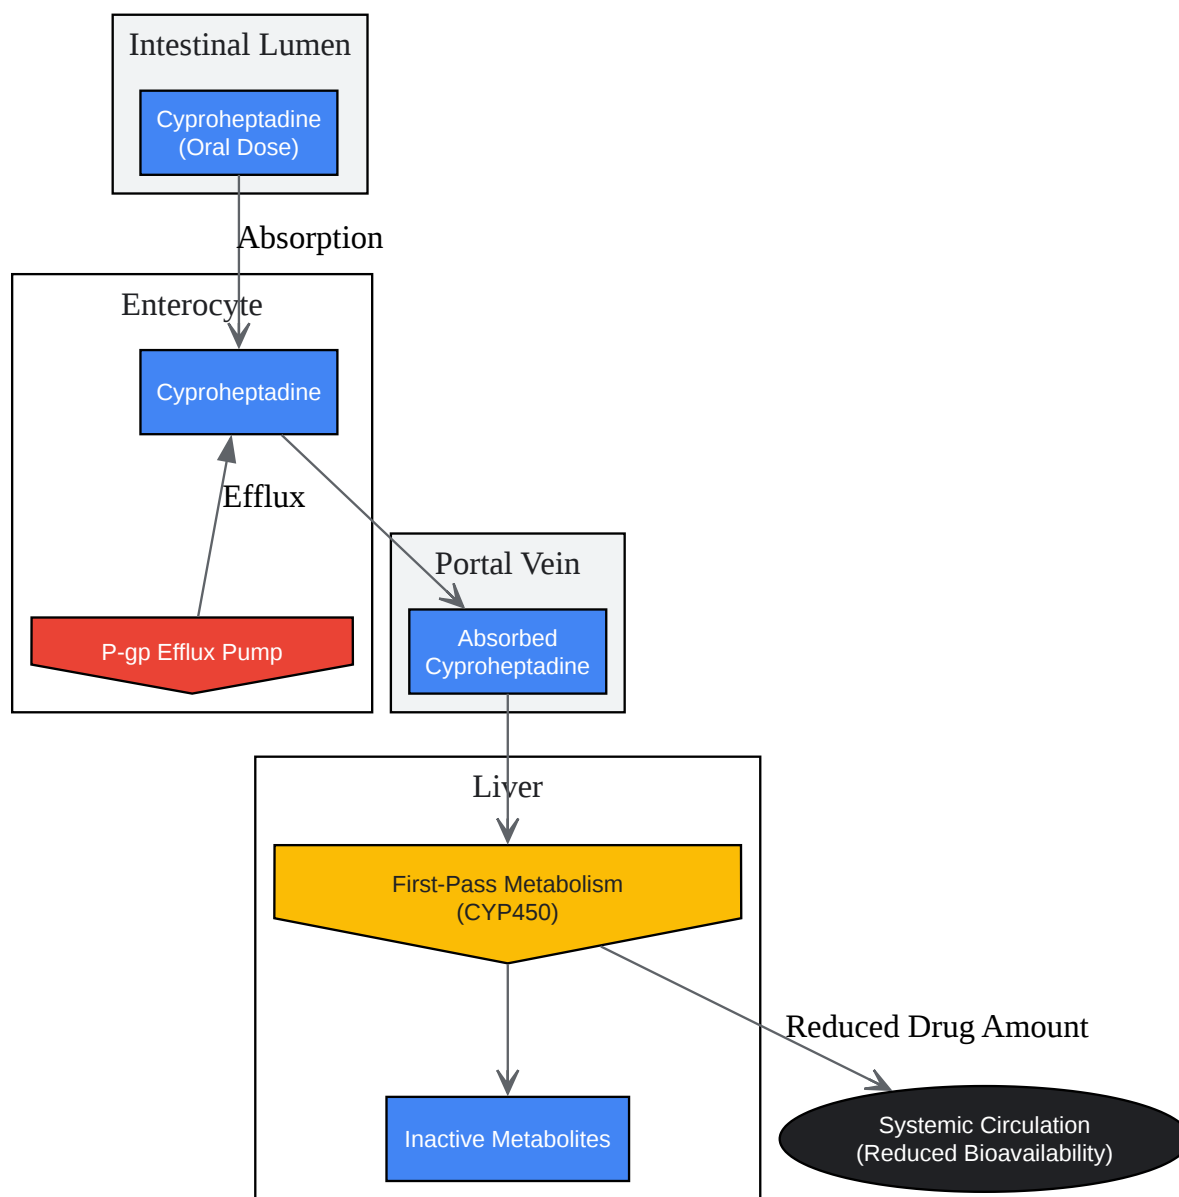 Intestinal Lumen
Cyproheptadine
(Oral Dose)
Absorption
Enterocyte
Cyproheptadine
Efflux
P-gp Efflux Pump
Portal Vein
Absorbed
Cyproheptadine
Liver
First-Pass Metabolism
(CYP450)
Reduced Drug Amount
Inactive Metabolites
Systemic Circulation
(Reduced Bioavailability)